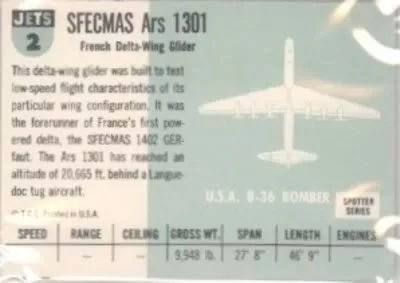 JETS
2
SFECMAS Ars 1301
French Delta-Wing Glider
This delta-wing glider was built to test
low-speed flight characteristics of its
particular wing configuration. It was
the forerunner of France's first pow-
ered delta, the SFECMAS 1402 GER-
faut. The Ars 1301 has reached an
altitude of 20,665 ft. behind a Langue-
doc tug aircraft.
© T.C.G. Printed in U.S.A.
U.S.A. B-36 BOMBER
SPOTTER
SERIES
SPEED RANGE CEILING GROSS WT. SPAN LENGTH ENGINES
— — — 9,948 lb. 27' 8" 46' 9" —